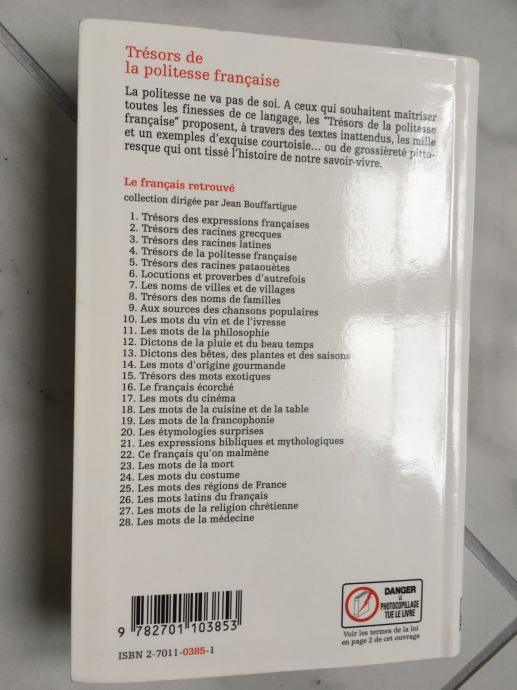 Trésors de
la politesse française
La politesse ne va pas de soi. A ceux qui souhaitent maîtriser
toutes les finesses de ce langage, les "Trésors de la politesse
française" proposent, à travers des textes inattendus, les mille
et un exemples d'exquise courtoisie... ou de grossièreté pitto-
resque qui ont tissé l'histoire de notre savoir-vivre.
Le français retrouvé
collection dirigée par Jean Bouffartigue
1. Trésors des expressions françaises
2. Trésors des racines grecques
3. Trésors des racines latines
4. Trésors de la politesse française
5. Trésors des racines pataouètes
6. Locutions et proverbes d'autrefois
7. Les noms de villes et de villages
8. Trésors des noms de familles
9. Aux sources des chansons populaires
10. Les mots du vin et de l'ivresse
11. Les mots de la philosophie
12. Dictons de la pluie et du beau temps
13. Dictons des bêtes, des plantes et des saisons
14. Les mots d'origine gourmande
15. Trésors des mots exotiques
16. Le français écorché
17. Les mots du cinéma
18. Les mots de la cuisine et de la table
19. Les mots de la francophonie
20. Les étymologies surprises
21. Les expressions bibliques et mythologiques
22. Ce français qu'on malmène
23. Les mots de la mort
24. Les mots du costume
25. Les mots des régions de France
26. Les mots latins du français
27. Les mots de la religion chrétienne
28. Les mots de la médecine
9 782701 103853
ISBN 2-7011-0385-1
DANGER
LE
PHOTOCOPILLAGE
TUE LE LIVRE
Voir les termes de la loi
en page 2 de cet ouvrage